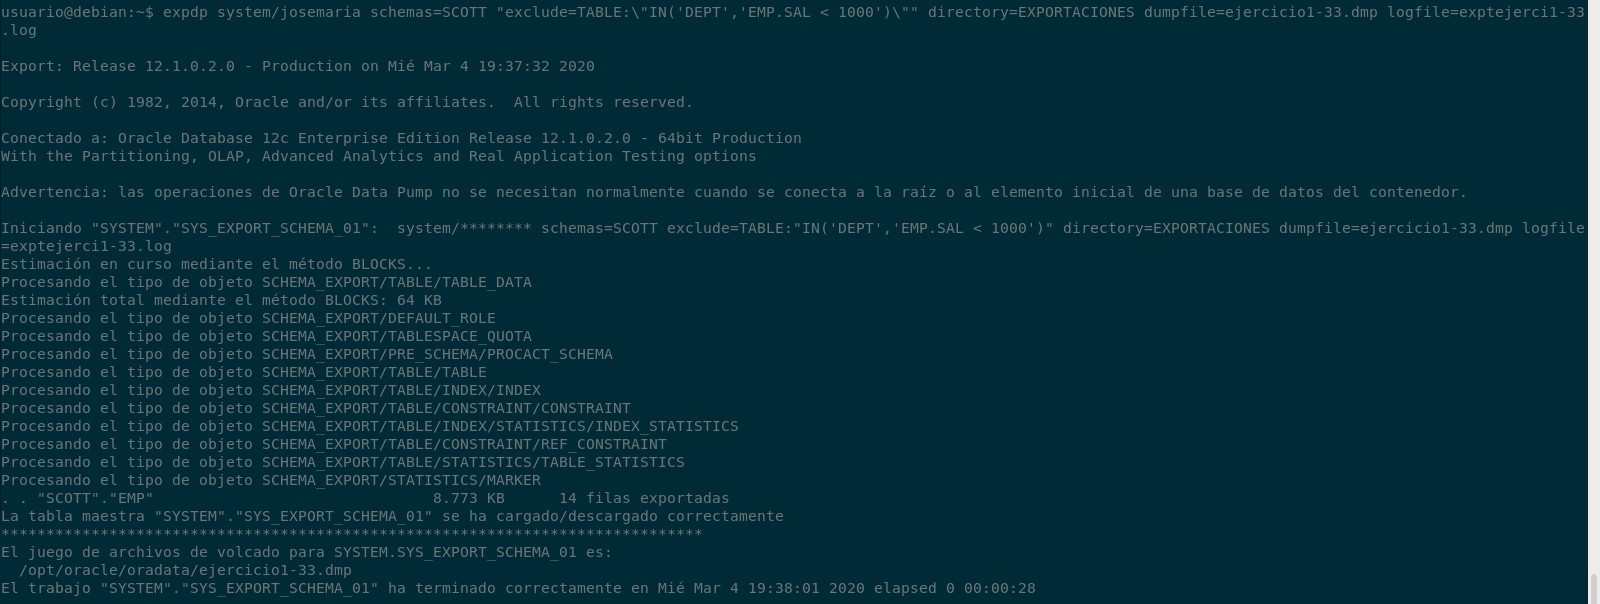 usuario@debian:~$ expdp system/josemaria schemas=SCOTT "exclude=TABLE:\"IN('DEPT','EMP.SAL < 1000')\"" directory=EXPORTACIONES dumpfile=ejercicio1-33.dmp logfile=exptejerci1-33
.log
Export: Release 12.1.0.2.0 - Production on Mié Mar 4 19:37:32 2020
Copyright (c) 1982, 2014, Oracle and/or its affiliates.  All rights reserved.
Conectado a: Oracle Database 12c Enterprise Edition Release 12.1.0.2.0 - 64bit Production
With the Partitioning, OLAP, Advanced Analytics and Real Application Testing options
Advertencia: las operaciones de Oracle Data Pump no se necesitan normalmente cuando se conecta a la raíz o al elemento inicial de una base de datos del contenedor.
Iniciando "SYSTEM"."SYS_EXPORT_SCHEMA_01":  system/******** schemas=SCOTT exclude=TABLE:"IN('DEPT','EMP.SAL < 1000')" directory=EXPORTACIONES dumpfile=ejercicio1-33.dmp logfile
=exptejerci1-33.log
Estimación en curso mediante el método BLOCKS...
Procesando el tipo de objeto SCHEMA_EXPORT/TABLE/TABLE_DATA
Estimación total mediante el método BLOCKS: 64 KB
Procesando el tipo de objeto SCHEMA_EXPORT/DEFAULT_ROLE
Procesando el tipo de objeto SCHEMA_EXPORT/TABLESPACE_QUOTA
Procesando el tipo de objeto SCHEMA_EXPORT/PRE_SCHEMA/PROCACT_SCHEMA
Procesando el tipo de objeto SCHEMA_EXPORT/TABLE/TABLE
Procesando el tipo de objeto SCHEMA_EXPORT/TABLE/INDEX/INDEX
Procesando el tipo de objeto SCHEMA_EXPORT/TABLE/CONSTRAINT/CONSTRAINT
Procesando el tipo de objeto SCHEMA_EXPORT/TABLE/INDEX/STATISTICS/INDEX_STATISTICS
Procesando el tipo de objeto SCHEMA_EXPORT/TABLE/CONSTRAINT/REF_CONSTRAINT
Procesando el tipo de objeto SCHEMA_EXPORT/TABLE/STATISTICS/TABLE_STATISTICS
Procesando el tipo de objeto SCHEMA_EXPORT/STATISTICS/MARKER
. . "SCOTT"."EMP"                               8.773 KB      14 filas exportadas
La tabla maestra "SYSTEM"."SYS_EXPORT_SCHEMA_01" se ha cargado/descargado correctamente
******************************************************************************
El juego de archivos de volcado para SYSTEM.SYS_EXPORT_SCHEMA_01 es:
  /opt/oracle/oradata/ejercicio1-33.dmp
El trabajo "SYSTEM"."SYS_EXPORT_SCHEMA_01" ha terminado correctamente en Mié Mar 4 19:38:01 2020 elapsed 0 00:00:28